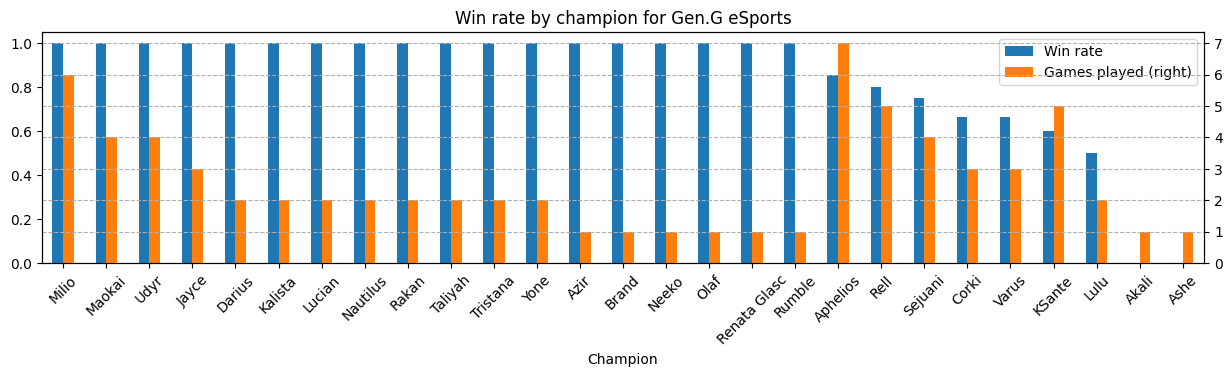 Win rate by champion for Gen.G eSports
Win rate
Games played (right)
1.0
0.8
0.6
0.4
0.2
0.0
7
6
5
4
3
2
1
0
Milio
Maokai
Udyr
Jayce
Darius
Kalista
Lucian
Nautilus
Rakan
Taliyah
Tristana
Yone
Azir
Brand
Neeko
Olaf
Renata Glasc
Rumble
Aphelios
Rell
Sejuani
Corki
Varus
KSante
Lulu
Akali
Ashe
Champion